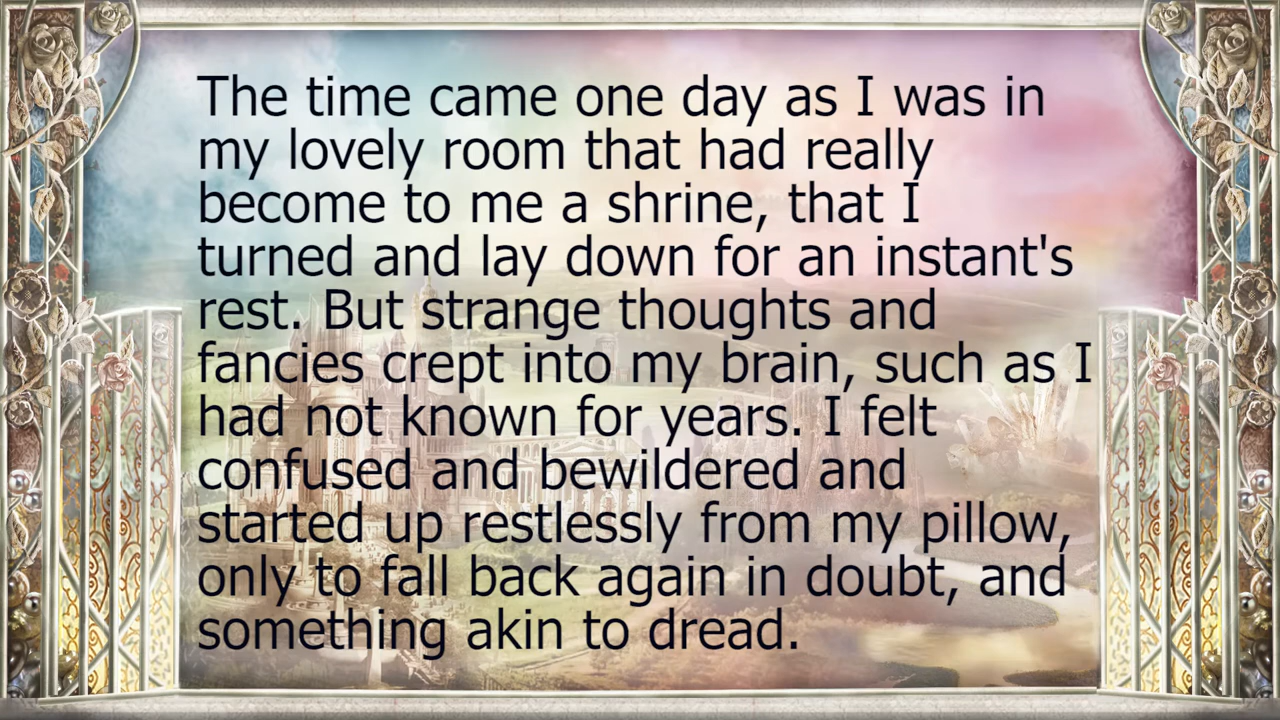 The time came one day as I was in
my lovely room that had really
become to me a shrine, that I
turned and lay down for an instant's
rest. But strange thoughts and
fancies crept into my brain, such as I
had not known for years. I felt
confused and bewildered and
started up restlessly from my pillow,
only to fall back again in doubt, and
something akin to dread.